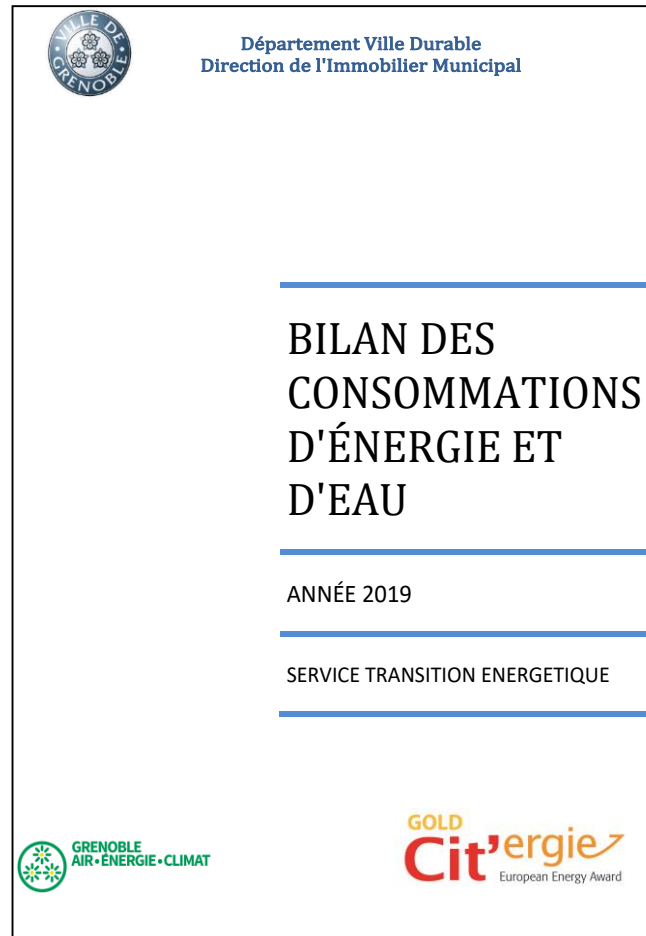 VILLE DE
GRENOBLE
Département Ville Durable
Direction de l'Immobilier Municipal
BILAN DES
CONSOMMATIONS
D'ÉNERGIE ET
D'EAU
ANNÉE 2019
SERVICE TRANSITION ENERGETIQUE
GRENOBLE
AIR•ÉNERGIE•CLIMAT
GOLD
Cit'ergie
European Energy Award